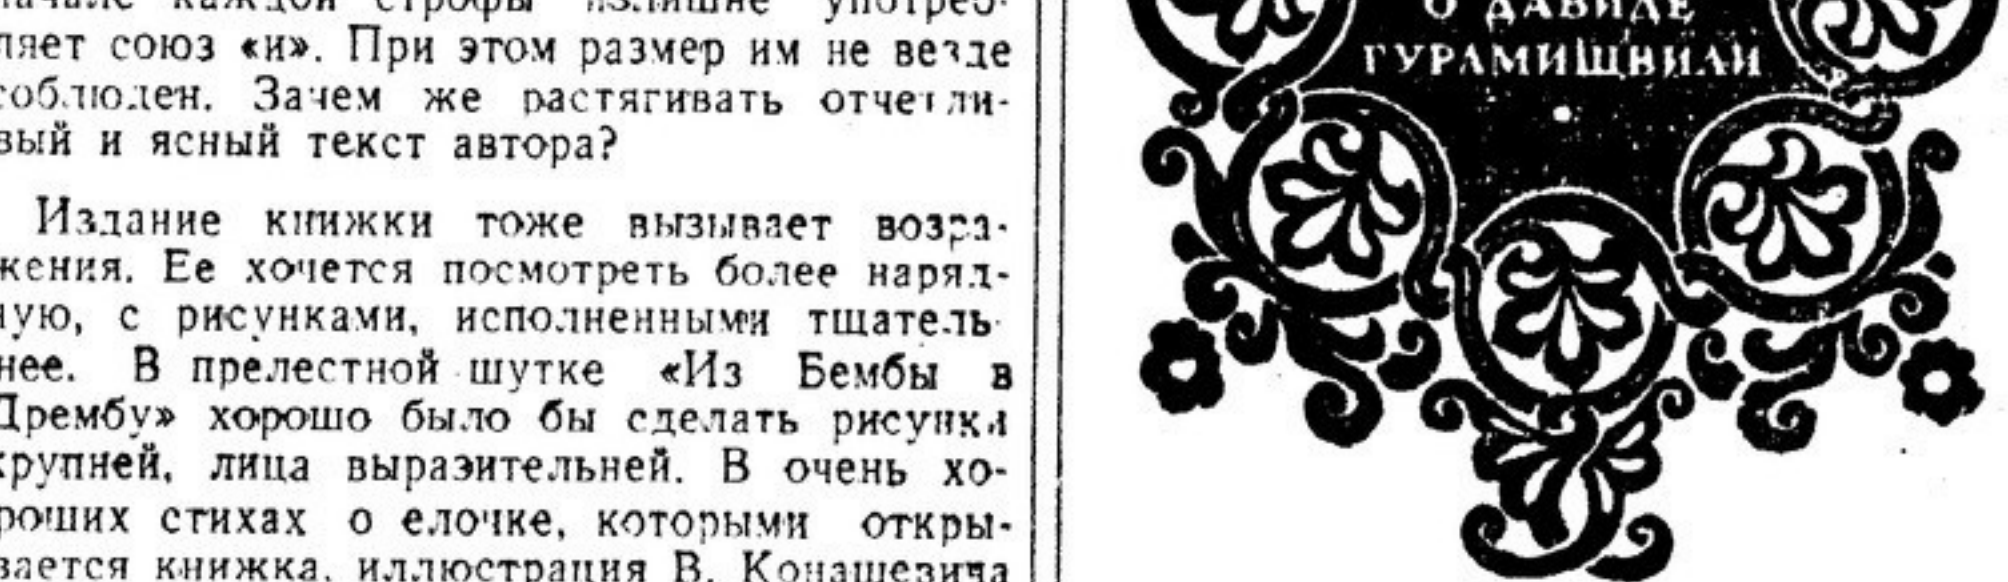 начале каждой строфы излишне употреб-
ляет союз «и». При этом размер им не везде
соблюден. Зачем же растягивать отчетли-
вый и ясный текст автора?
Издание книжки тоже вызывает возра-
жения. Ее хочется посмотреть более наряд-
ную, с рисунками, исполненными тщатель-
нее. В прелестной шутке «Из Бембы в
Дрембу» хорошо было бы сделать рисунки
крупней, лица выразительней. В очень хо-
роших стихах о елочке, которыми откры-
вается книжка, иллюстрация В. Конашевича
О ДАВИДЕ
ГУРАМИШВИЛИ